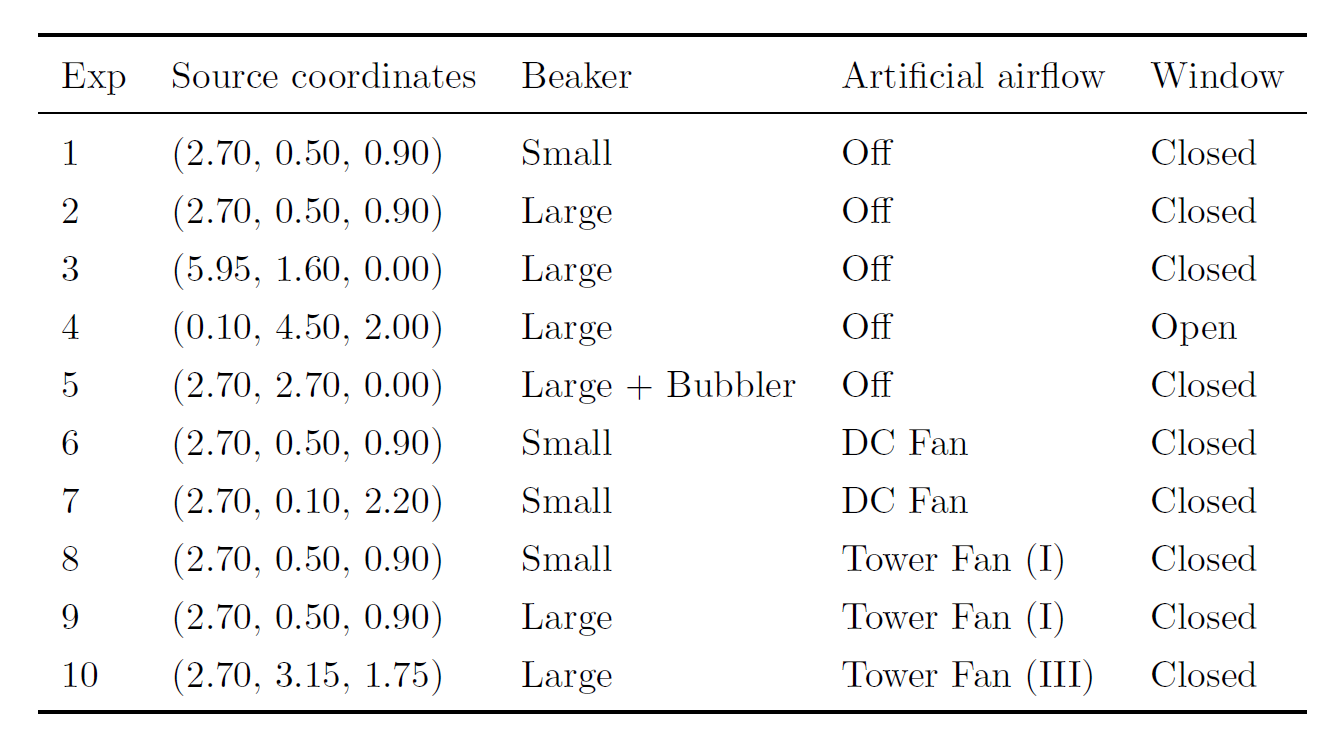 Exp Source coordinates Beaker Artificial airflow Window
1 (2.70, 0.50, 0.90) Small Off Closed
2 (2.70, 0.50, 0.90) Large Off Closed
3 (5.95, 1.60, 0.00) Large Off Closed
4 (0.10, 4.50, 2.00) Large Off Open
5 (2.70, 2.70, 0.00) Large + Bubbler Off Closed
6 (2.70, 0.50, 0.90) Small DC Fan Closed
7 (2.70, 0.10, 2.20) Small DC Fan Closed
8 (2.70, 0.50, 0.90) Small Tower Fan (I) Closed
9 (2.70, 0.50, 0.90) Large Tower Fan (I) Closed
10 (2.70, 3.15, 1.75) Large Tower Fan (III) Closed